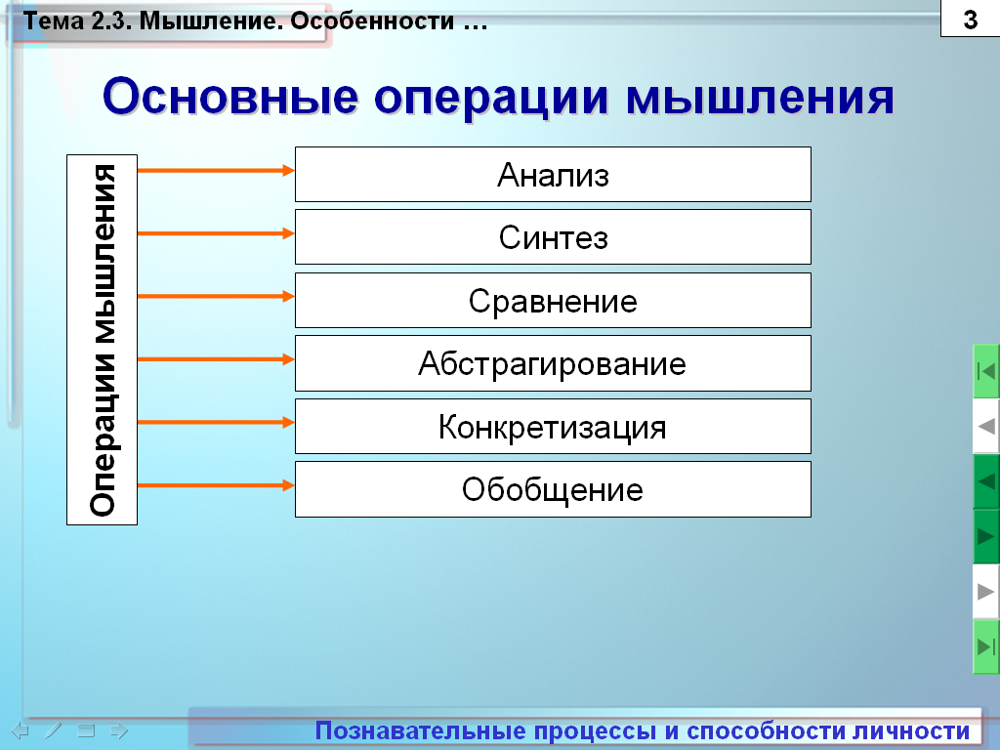 Тема 2.3. Мышление. Особенности …
3
Основные операции мышления
Операции мышления
Анализ
Синтез
Сравнение
Абстрагирование
Конкретизация
Обобщение
Познавательные процессы и способности личности